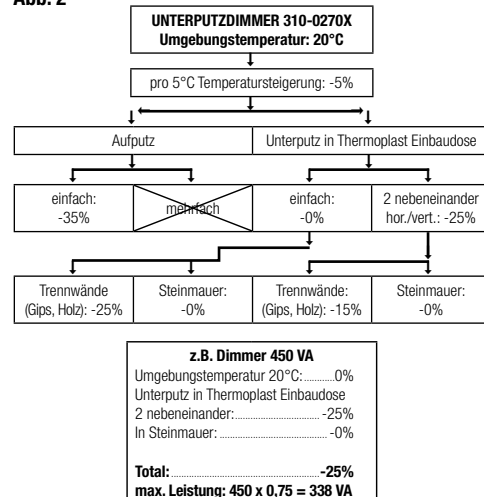 Abb. 2
UNTERPUTZDIMMER 310-0270X
Umgebungstemperatur: 20°C
pro 5°C Temperatursteigerung: -5%
Aufputz
Unterputz in Thermoplast Einbaudose
einfach:
-35%
mehrfach
einfach:
-0%
2 nebeneinander
hor./vert.: -25%
Trennwände
(Gips, Holz): -25%
Steinmauer:
-0%
Trennwände:
(Gips, Holz): -15%
Steinmauer:
-0%
z.B. Dimmer 450 VA
Umgebungstemperatur 20°C:............0%
Unterputz in Thermoplast Einbaudose
2 nebeneinander:................................ -25%
In Steinmauer: ........................................ -0%
Total:....................................................-25%
max. Leistung: 450 x 0,75 = 338 VA